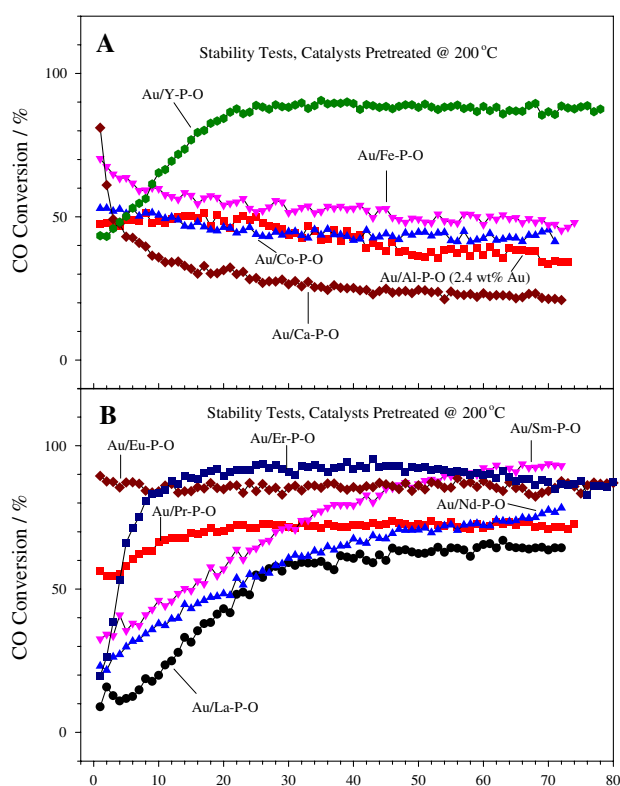 A
Stability Tests, Catalysts Pretreated @ 200 °C
100
Au/Y-P-O
Au/Fe-P-O
50
Au/Co-P-O
Au/Al-P-O (2.4 wt% Au)
Au/Ca-P-O
0
CO Conversion / %
B
Stability Tests, Catalysts Pretreated @ 200 °C
Au/Sm-P-O
Au/Er-P-O
Au/Eu-P-O
100
Au/Nd-P-O
Au/Pr-P-O
50
Au/La-P-O
0
CO Conversion / %
0 10 20 30 40 50 60 70 80